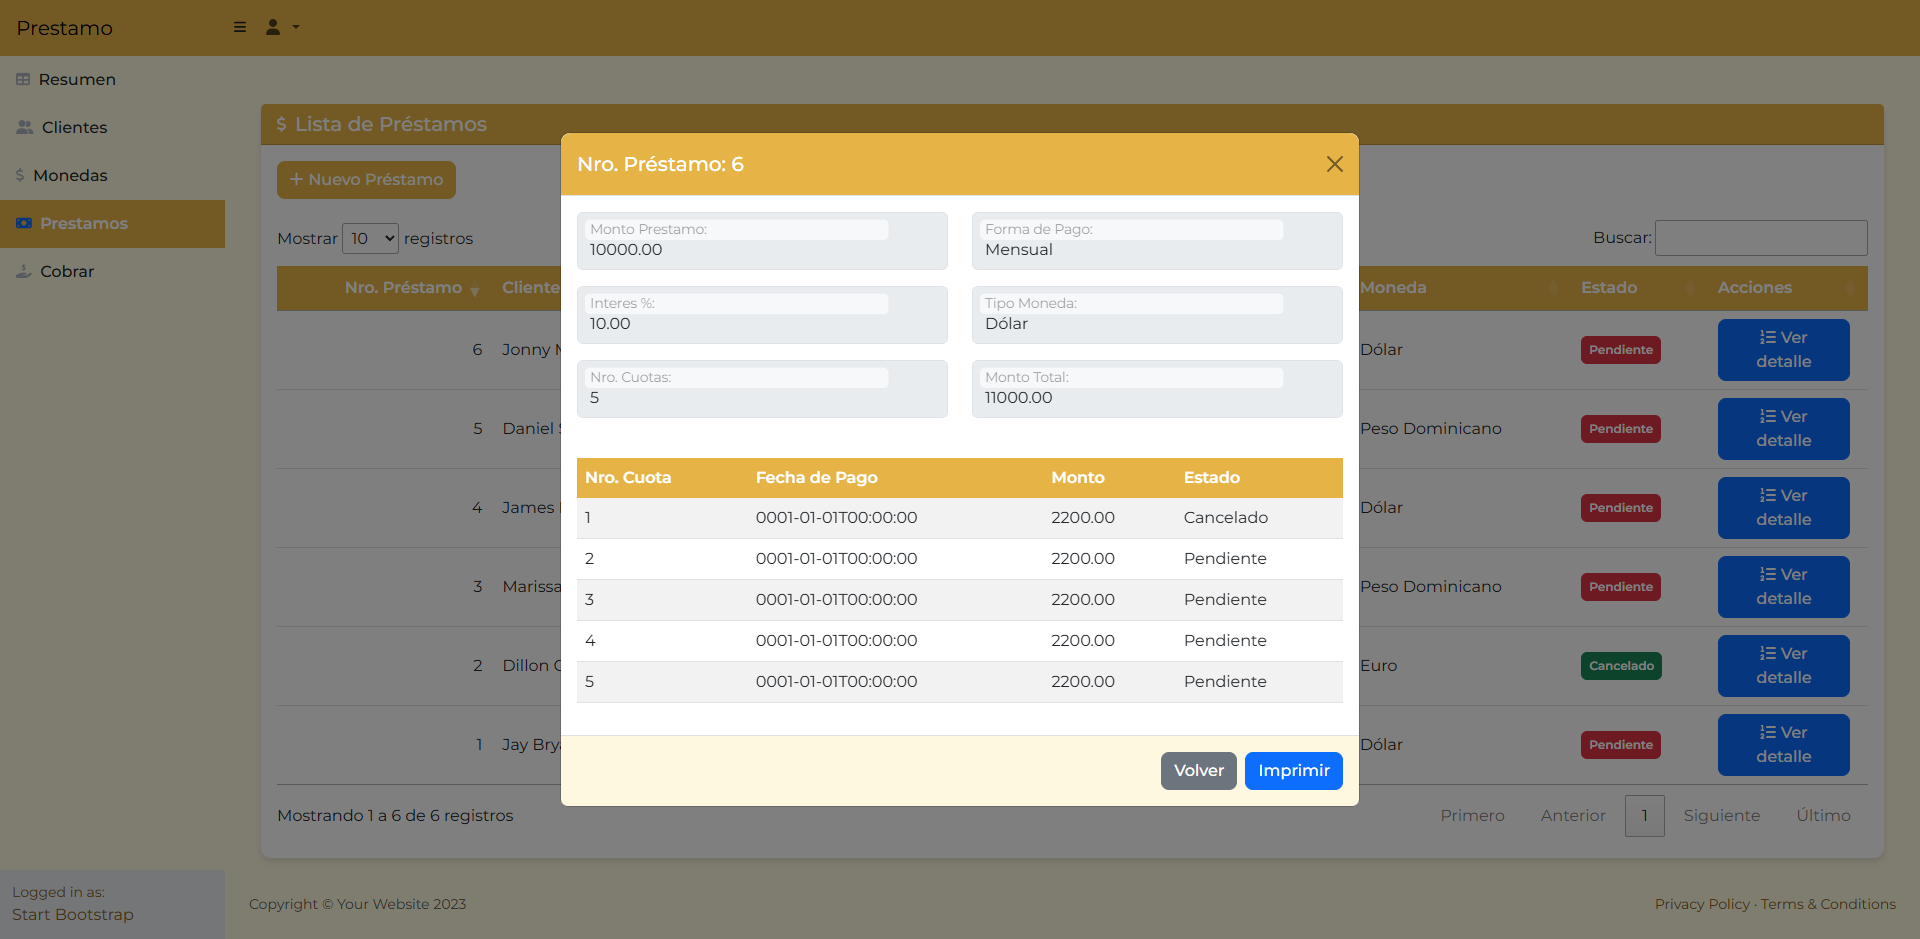 Prestamo
Resumen
Clientes
Monedas
Prestamos
Cobrar
Logged in as:
Start Bootstrap
$ Lista de Préstamos
+ Nuevo Préstamo
Mostrar 10 registros
Buscar:
Nro. Préstamo Cliente Moneda Estado Acciones
6 Jonny Dólar Pendiente Ver detalle
5 Daniel Peso Dominicano Pendiente Ver detalle
4 James Dólar Pendiente Ver detalle
3 Marissa Peso Dominicano Pendiente Ver detalle
2 Dillon Euro Cancelado Ver detalle
1 Jay Dólar Pendiente Ver detalle
Mostrando 1 a 6 de 6 registros
Primero Anterior 1 Siguiente Último
Nro. Préstamo: 6
Monto Prestamo:
10000.00
Forma de Pago:
Mensual
Interes %:
10.00
Tipo Moneda:
Dólar
Nro. Cuotas:
5
Monto Total:
11000.00
Nro. Cuota Fecha de Pago Monto Estado
1 0001-01-01T00:00:00 2200.00 Cancelado
2 0001-01-01T00:00:00 2200.00 Pendiente
3 0001-01-01T00:00:00 2200.00 Pendiente
4 0001-01-01T00:00:00 2200.00 Pendiente
5 0001-01-01T00:00:00 2200.00 Pendiente
Volver Imprimir
Copyright © Your Website 2023
Privacy Policy · Terms & Conditions